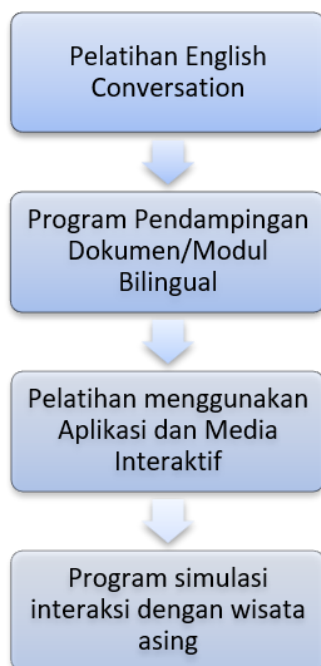 Pelatihan English
Conversation
Program Pendampingan
Dokumen/Modul
Bilingual
Pelatihan menggunakan
Aplikasi dan Media
Interaktif
Program simulasi
interaksi dengan wisata
asing